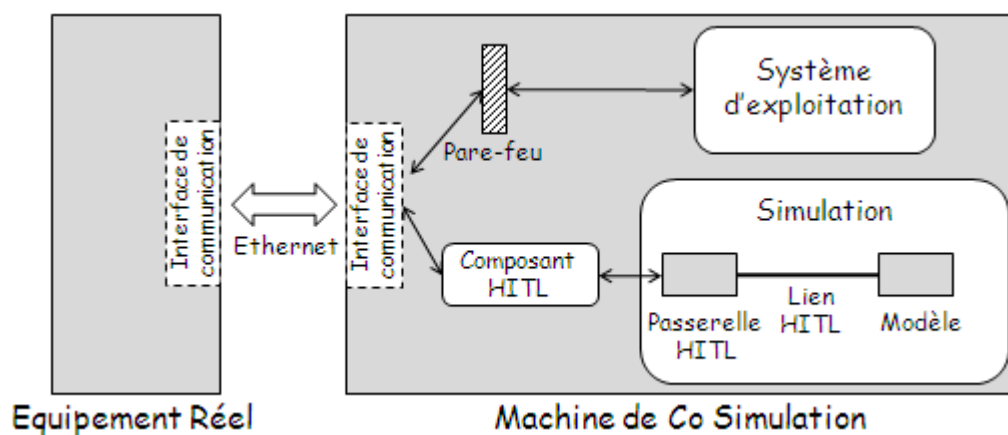 Système
d'exploitation
Pare-feu
Interface de
communication
Ethernet
Interface de
communication
Simulation
Composant
HITL
Passerelle
HITL
Lien
HITL
Modèle
Equipement Réel
Machine de Co Simulation